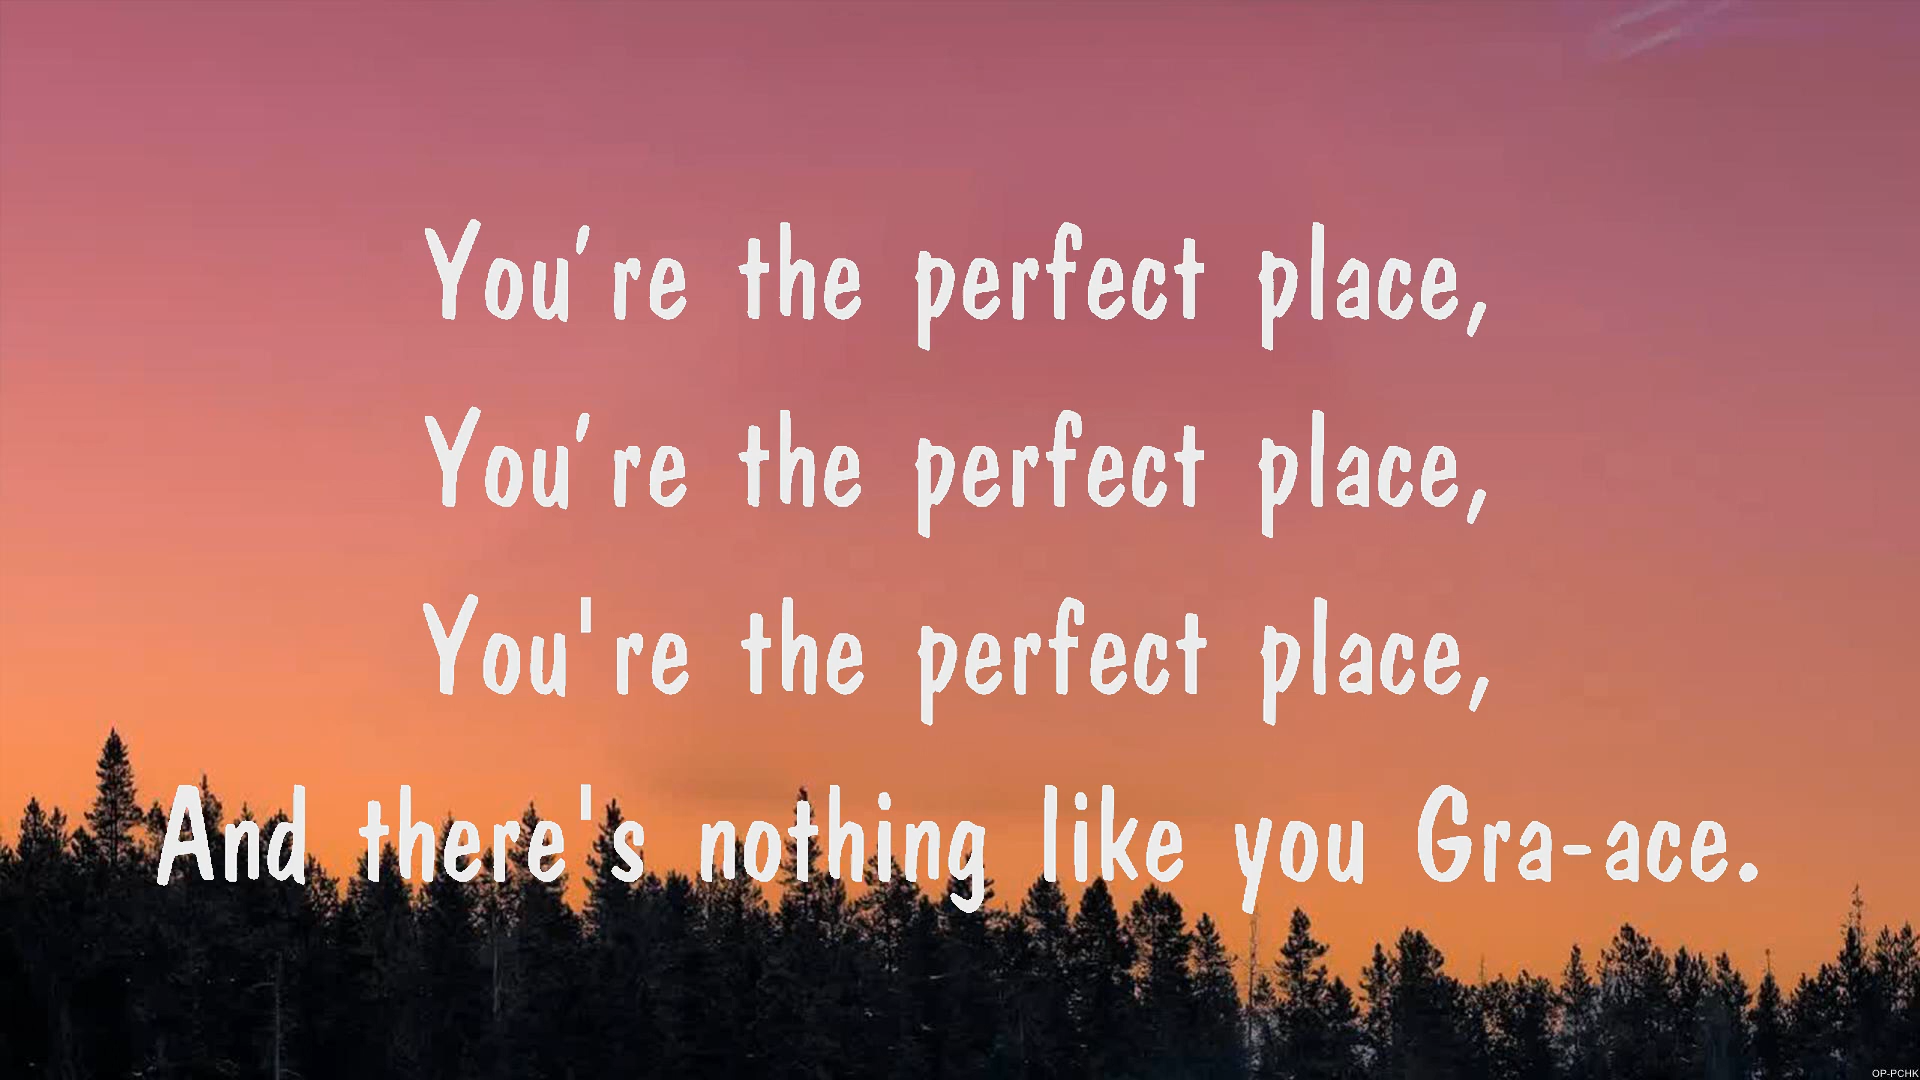 You’re the perfect place,
You’re the perfect place,
You're the perfect place,
And there's nothing like you Gra-ace.
OP-PCHK